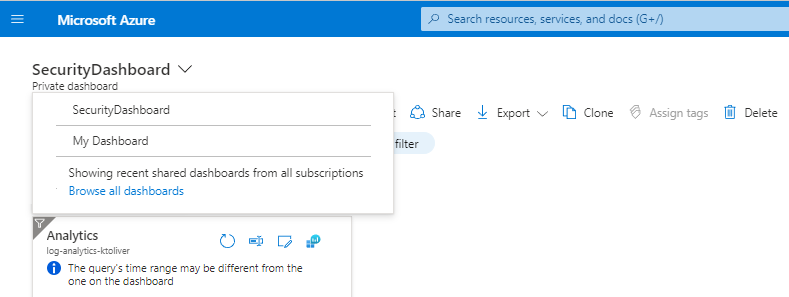 Microsoft Azure
Search resources, services, and docs (G+/)
SecurityDashboard
Private dashboard
SecurityDashboard
My Dashboard
Showing recent shared dashboards from all subscriptions
Browse all dashboards
Share
Export
Clone
Assign tags
Delete
filter
Analytics
log-analytics-ktoliver
The query's time range may be different from the
one on the dashboard